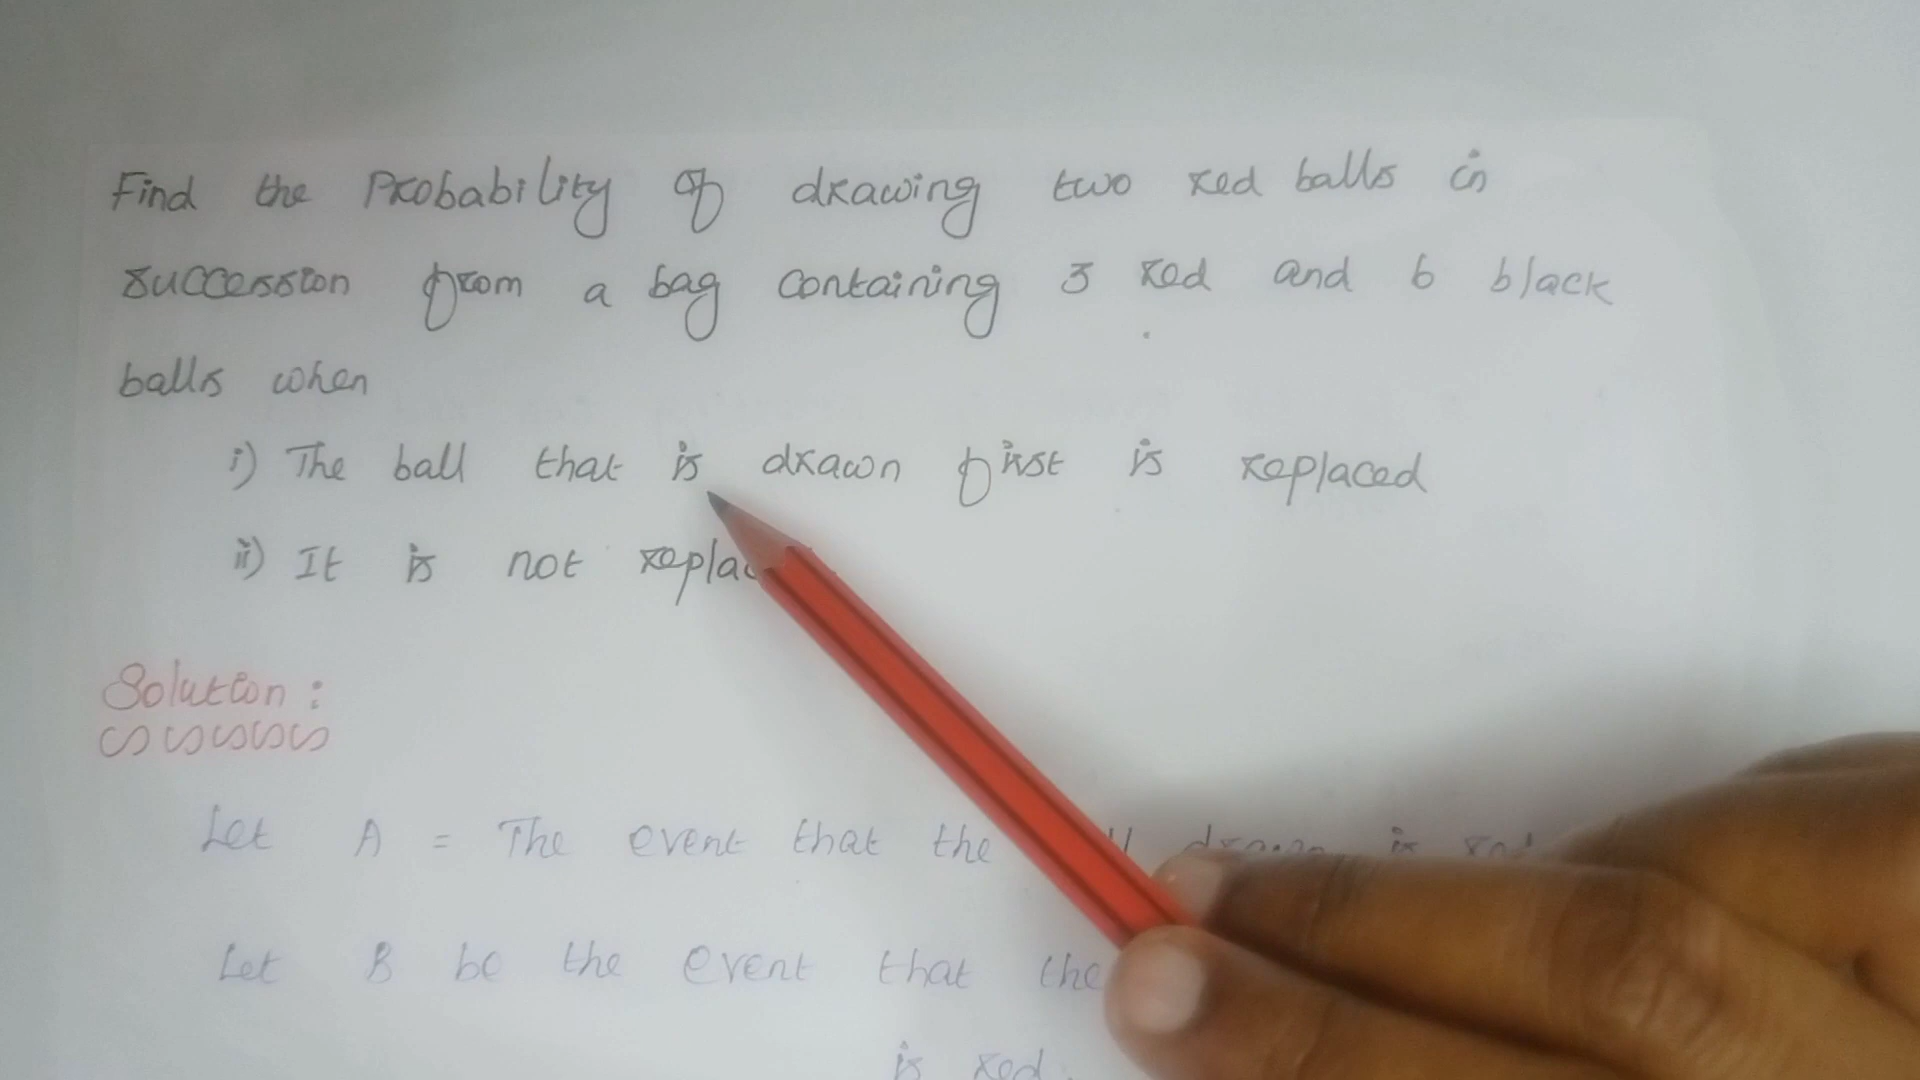 Find the Probability of drawing two red balls in
succession from a bag containing 3 red and 6 black
balls when
i) The ball that is drawn first is replaced
ii) It is not
Solution :
Let A = The event that the drawn is
Let B be the event that the
is red.